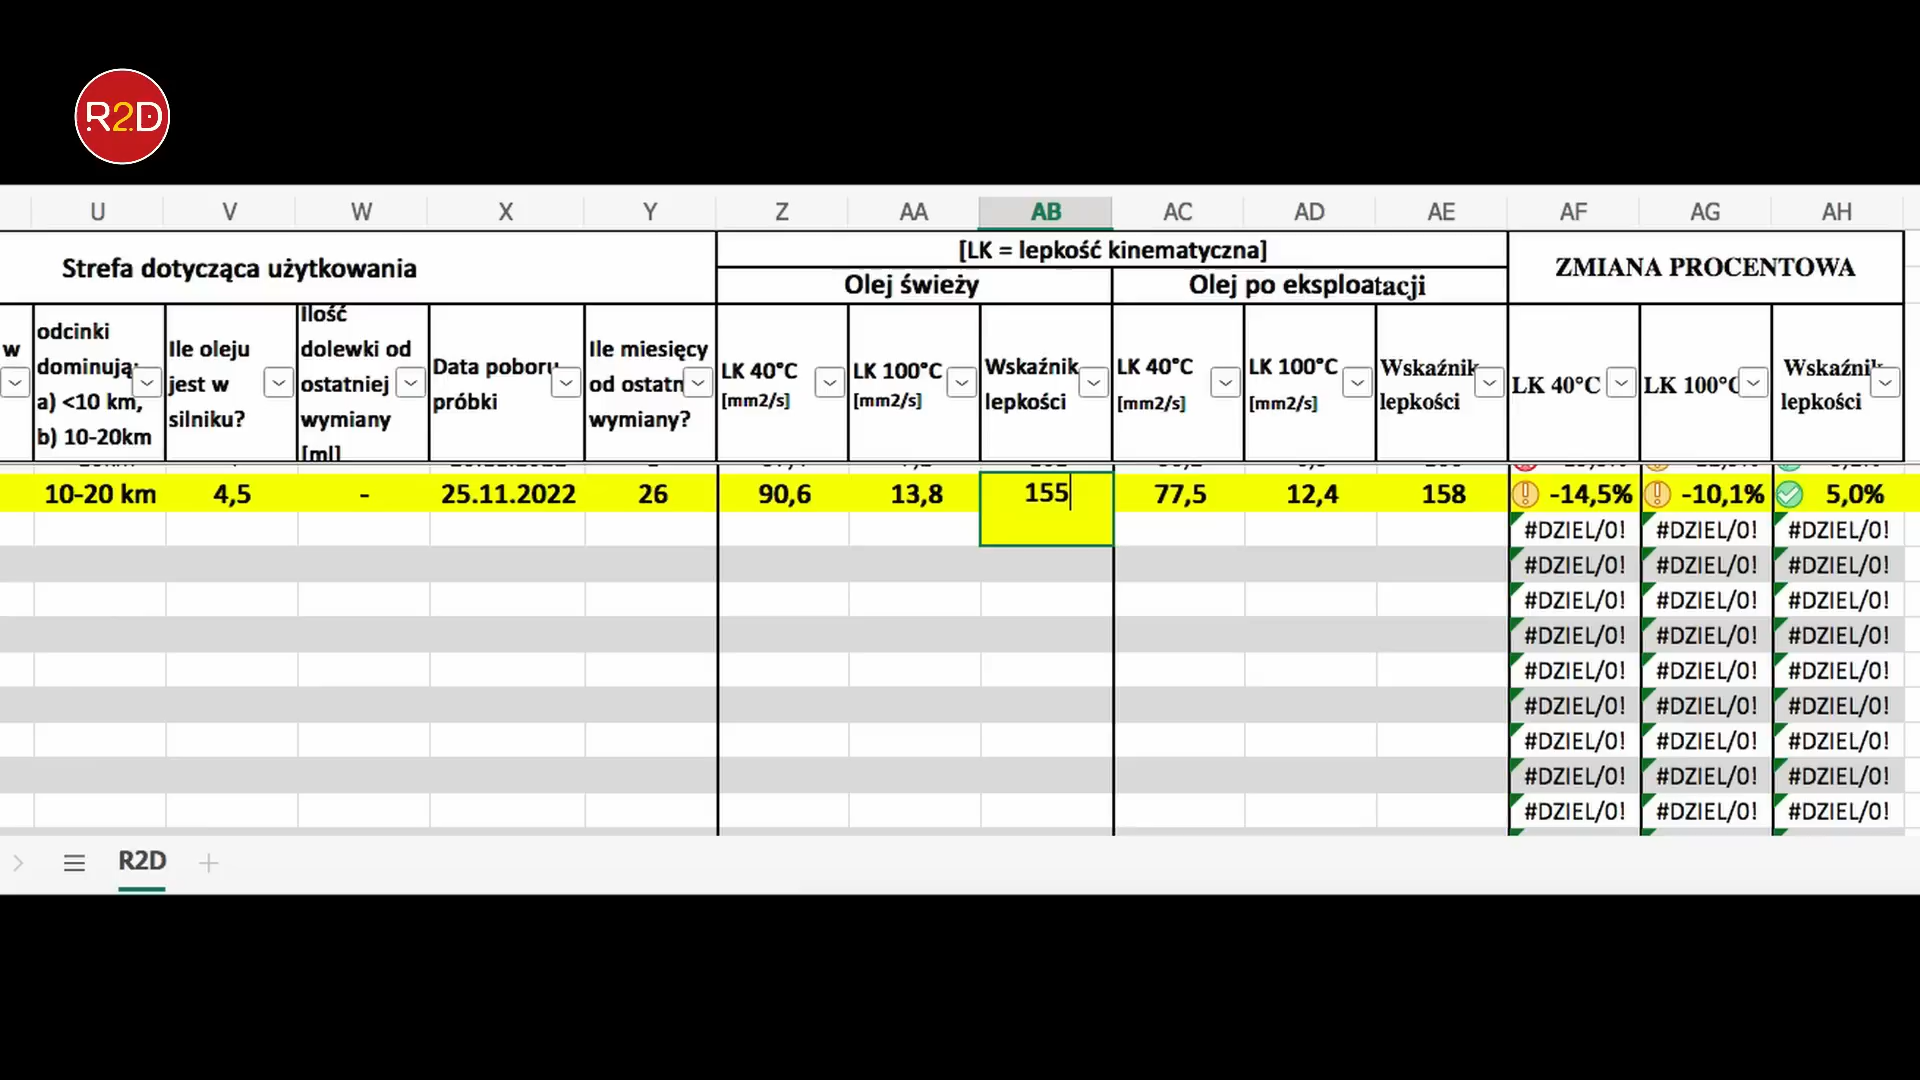 R2D
U V W X Y Z AA AB AC AD AE AF AG AH
Strefa dotycząca użytkowania
[LK = lepkość kinematyczna]
ZMIANA PROCENTOWA
Olej świeży
Olej po eksploatacji
w
odcinki
dominują:
a) <10 km,
b) 10-20km
Ile oleju
jest w
silniku?
Ilość
dolewki od
ostatniej
wymiany
[ml]
Data poboru
próbki
Ile miesięcy
od ostatn
wymiany?
LK 40°C
[mm2/s]
LK 100°C
[mm2/s]
Wskaźnik
lepkości
LK 40°C
[mm2/s]
LK 100°C
[mm2/s]
Wskaźnik
lepkości
LK 40°C
LK 100°C
Wskaźnik
lepkości
10-20 km 4,5 - 25.11.2022 26 90,6 13,8 155 77,5 12,4 158 -14,5% -10,1% 5,0%
#DZIEL/0! #DZIEL/0! #DZIEL/0!
#DZIEL/0! #DZIEL/0! #DZIEL/0!
#DZIEL/0! #DZIEL/0! #DZIEL/0!
#DZIEL/0! #DZIEL/0! #DZIEL/0!
#DZIEL/0! #DZIEL/0! #DZIEL/0!
#DZIEL/0! #DZIEL/0! #DZIEL/0!
#DZIEL/0! #DZIEL/0! #DZIEL/0!
#DZIEL/0! #DZIEL/0! #DZIEL/0!
#DZIEL/0! #DZIEL/0! #DZIEL/0!
R2D